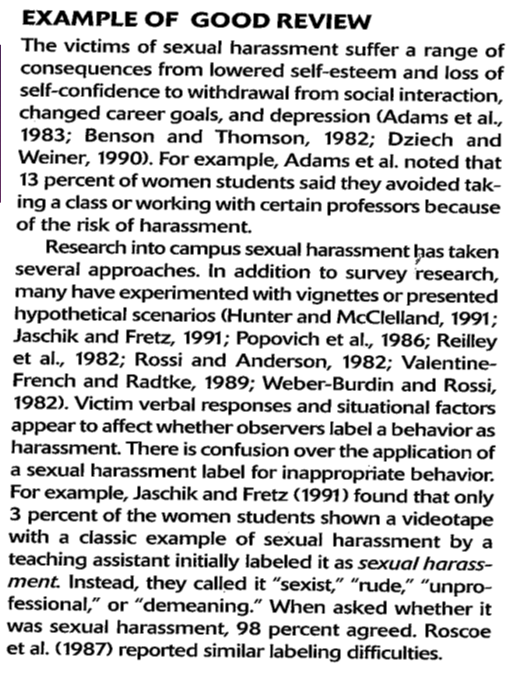 EXAMPLE OF GOOD REVIEW
The victims of sexual harassment suffer a range of
consequences from lowered self-esteem and loss of
self-confidence to withdrawal from social interaction,
changed career goals, and depression (Adams et al.,
1983; Benson and Thomson, 1982; Dziech and
Weiner, 1990). For example, Adams et al. noted that
13 percent of women students said they avoided tak-
ing a class or working with certain professors because
of the risk of harassment.
Research into campus sexual harassment has taken
several approaches. In addition to survey research,
many have experimented with vignettes or presented
hypothetical scenarios (Hunter and McClelland, 1991;
Jaschik and Fretz, 1991; Popovich et al., 1986; Reilley
et al., 1982; Rossi and Anderson, 1982; Valentine-
French and Radtke, 1989; Weber-Burdin and Rossi,
1982). Victim verbal responses and situational factors
appear to affect whether observers label a behavior as
harassment. There is confusion over the application of
a sexual harassment label for inappropriate behavior.
For example, Jaschik and Fretz (1991) found that only
3 percent of the women students shown a videotape
with a classic example of sexual harassment by a
teaching assistant initially labeled it as sexual harass-
ment. Instead, they called it “sexist,” “rude,” “unpro-
fessional,” or “demeaning.” When asked whether it
was sexual harassment, 98 percent agreed. Roscoe
et al. (1987) reported similar labeling difficulties.